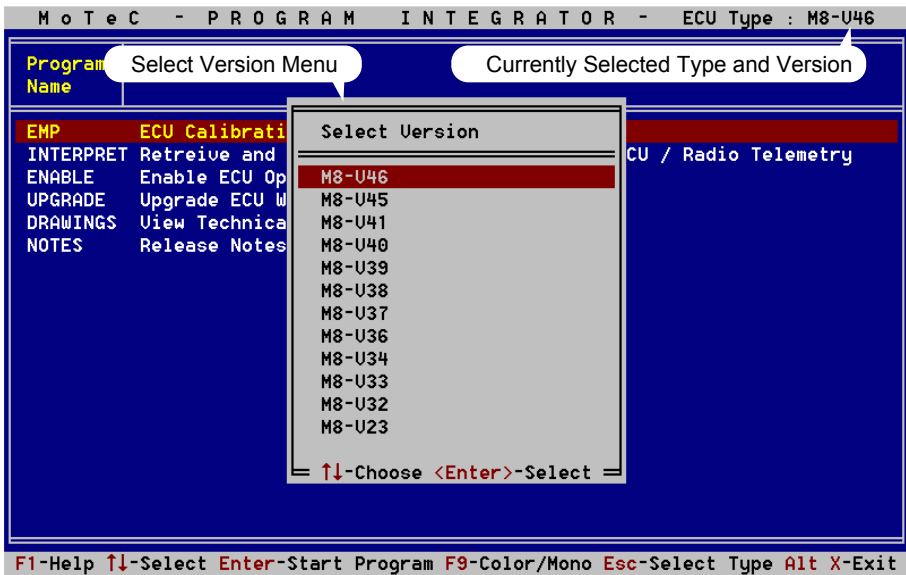 M o T e C - P R O G R A M I N T E G R A T O R - ECU Type : M8-V46
Select Version Menu
Currently Selected Type and Version
Program
Name
EMP ECU Calibrati
INTERPRET Retreive and CU / Radio Telemetry
ENABLE Enable ECU Op
UPGRADE Upgrade ECU W
DRAWINGS View Technica
NOTES Release Notes
Select Version
M8-V46
M8-V45
M8-V41
M8-V40
M8-V39
M8-V38
M8-V37
M8-V36
M8-V34
M8-V33
M8-V32
M8-V23
↑↓-Choose <Enter>-Select
F1-Help ↑↓-Select Enter-Start Program F9-Color/Mono Esc-Select Type Alt X-Exit